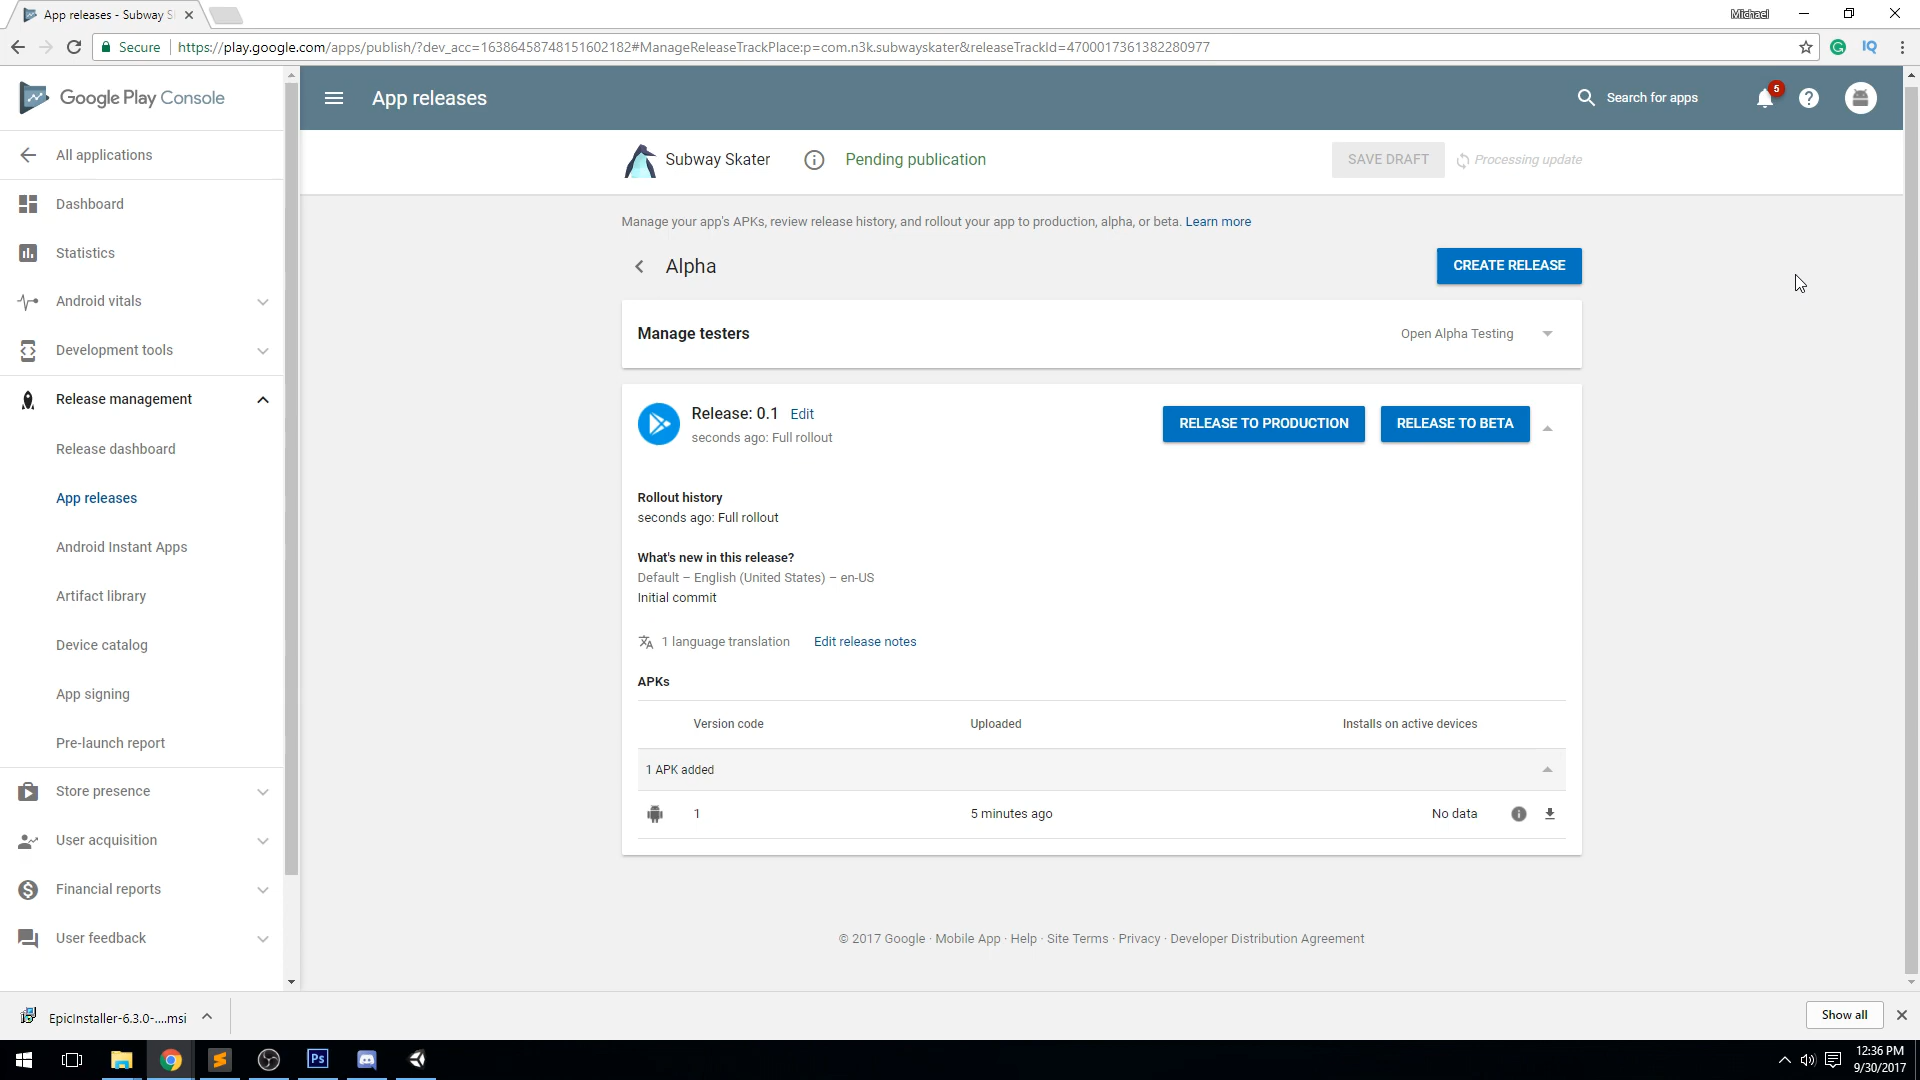 App releases - Subway S
Michael
Secure
https://play.google.com/apps/publish/?dev_acc=16386458748151602182#ManageReleaseTrackPlace:p=com.n3k.subwayskater&releaseTrackId=4700017361382280977
IQ
Google Play Console
App releases
Search for apps
5
All applications
Subway Skater
Pending publication
SAVE DRAFT
Processing update
Dashboard
Manage your app's APKs, review release history, and rollout your app to production, alpha, or beta. Learn more
Statistics
Alpha
CREATE RELEASE
Android vitals
Manage testers
Open Alpha Testing
Development tools
Release management
Release: 0.1 Edit
seconds ago: Full rollout
RELEASE TO PRODUCTION
RELEASE TO BETA
Release dashboard
App releases
Rollout history
seconds ago: Full rollout
Android Instant Apps
What's new in this release?
Default – English (United States) – en-US
Initial commit
Artifact library
Device catalog
1 language translation
Edit release notes
App signing
APKs
Pre-launch report
Version code
Uploaded
Installs on active devices
1 APK added
Store presence
1
5 minutes ago
No data
User acquisition
Financial reports
User feedback
© 2017 Google · Mobile App · Help · Site Terms · Privacy · Developer Distribution Agreement
EpicInstaller-6.3.0-....msi
Show all
Ps
12:36 PM
9/30/2017